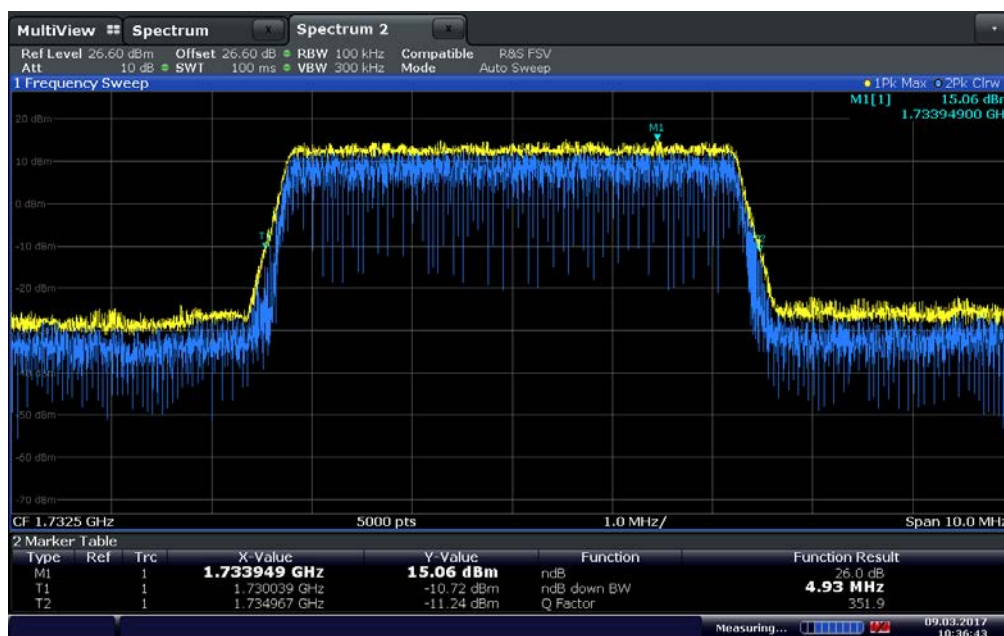 MultiView Spectrum x Spectrum 2 x
Ref Level 26.60 dBm Offset 26.60 dB RBW 100 kHz Compatible R&S FSV
Att 10 dB SWT 100 ms VBW 300 kHz Mode Auto Sweep
1 Frequency Sweep 1Pk Max 2Pk Clrw
M1[1] 15.06 dBm
1.73394900 GH
20 dBm
M1
10 dBm
0 dBm
T
2
-10 dBm
-20 dBm
50 dBm
-60 dBm
-70 dBm
CF 1.7325 GHz 5000 pts 1.0 MHz/ Span 10.0 MHz
2 Marker Table
Type Ref Trc X-Value Y-Value Function Function Result
M1 1 1.733949 GHz 15.06 dBm ndB 26.0 dB
T1 1 1.730039 GHz -10.72 dBm ndB down BW 4.93 MHz
T2 1 1.734967 GHz -11.24 dBm Q Factor 351.9
Measuring... 09.03.2017
10:36:43